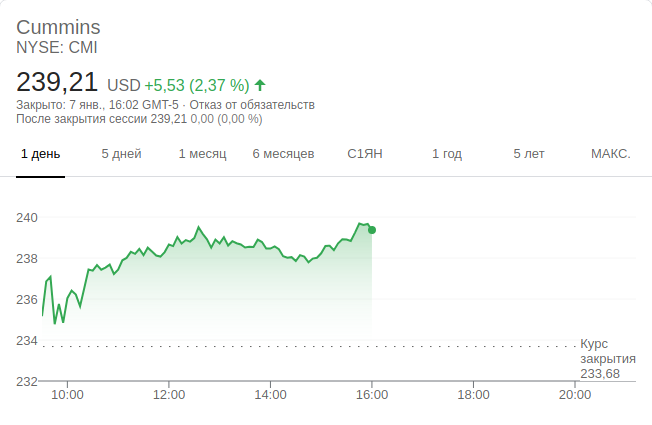 Cummins
NYSE: CMI
239,21 USD +5,53 (2,37 %)
Закрыто: 7 янв., 16:02 GMT-5 · Отказ от обязательств
После закрытия сессии 239,21 0,00 (0,00 %)
1 день 5 дней 1 месяц 6 месяцев С1ЯН 1 год 5 лет МАКС.
240
238
236
234
Курс
закрытия
233,68
232
10:00 12:00 14:00 16:00 18:00 20:00